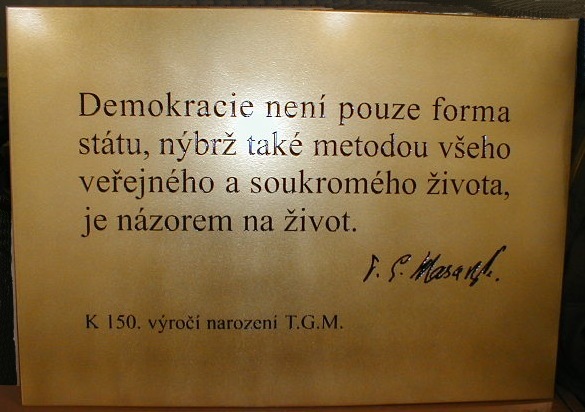 Demokracie není pouze forma
státu, nýbrž také metodou všeho
veřejného a soukromého života,
je názorem na život.
T. G. Masaryk.
K 150. výročí narození T.G.M.